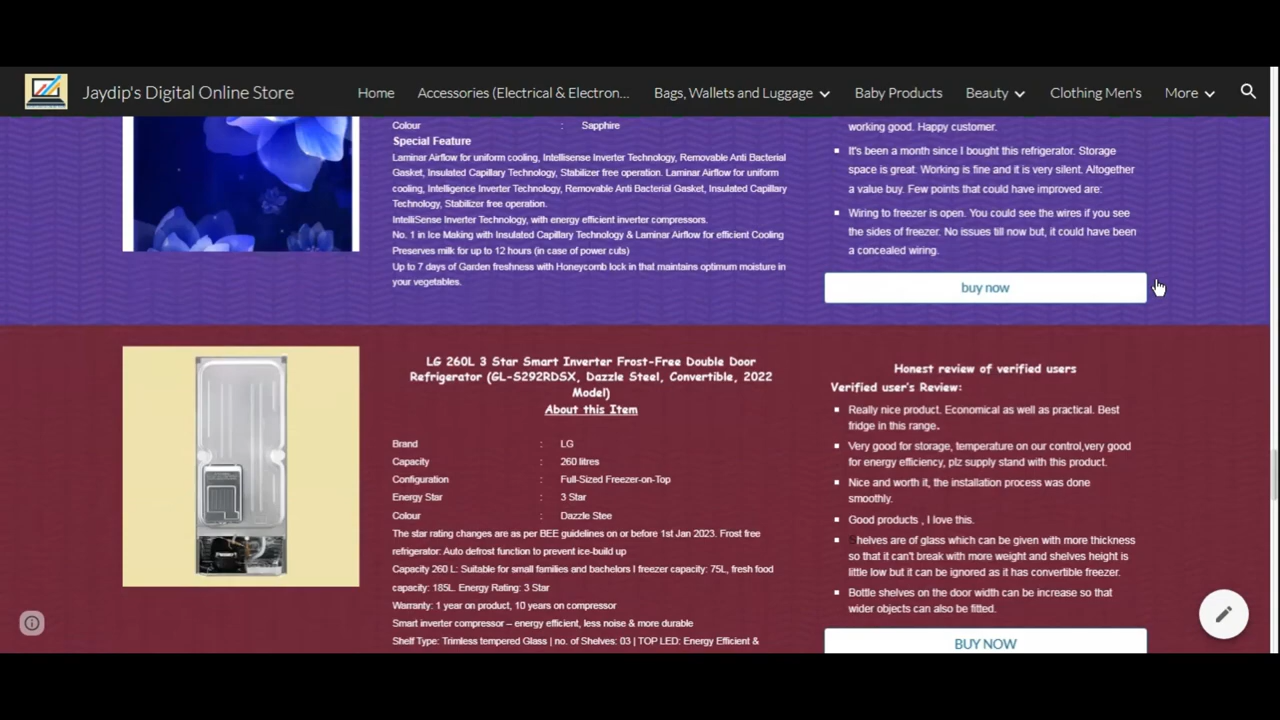 Jaydip's Digital Online Store
Home
Accessories (Electrical & Electron...
Bags, Wallets and Luggage
Baby Products
Beauty
Clothing Men's
More
Colour : Sapphire
Special Feature
Laminar Airflow for uniform cooling, Intellisense Inverter Technology, Removable Anti Bacterial
Gasket, Insulated Capillary Technology, Stabilizer free operation. Laminar Airflow for uniform
cooling, Intelligence Inverter Technology, Removable Anti Bacterial Gasket, Insulated Capillary
Technology, Stabilizer free operation.
IntelliSense Inverter Technology, with energy efficient inverter compressors.
No. 1 in Ice Making with Insulated Capillary Technology & Laminar Airflow for efficient Cooling
Preserves milk for up to 12 hours (in case of power cuts)
Up to 7 days of Garden freshness with Honeycomb lock in that maintains optimum moisture in
your vegetables.
working good. Happy customer.
It's been a month since I bought this refrigerator. Storage
space is great. Working is fine and it is very silent. Altogether
a value buy. Few points that could have improved are:
Wiring to freezer is open. You could see the wires if you see
the sides of freezer. No issues till now but, it could have been
a concealed wiring.
buy now
LG 260L 3 Star Smart Inverter Frost-Free Double Door
Refrigerator (GL-S292RDSX, Dazzle Steel, Convertible, 2022
Model)
About this Item
Brand : LG
Capacity : 260 litres
Configuration : Full-Sized Freezer-on-Top
Energy Star : 3 Star
Colour : Dazzle Stee
The star rating changes are as per BEE guidelines on or before 1st Jan 2023. Frost free
refrigerator: Auto defrost function to prevent ice-build up
Capacity 260 L: Suitable for small families and bachelors I freezer capacity: 75L, fresh food
capacity: 185L. Energy Rating: 3 Star
Warranty: 1 year on product, 10 years on compressor
Smart inverter compressor – energy efficient, less noise & more durable
Shelf Type: Trimless tempered Glass | no. of Shelves: 03 | TOP LED: Energy Efficient &
Honest review of verified users
Verified user's Review:
Really nice product. Economical as well as practical. Best
fridge in this range.
Very good for storage, temperature on our control,very good
for energy efficiency, plz supply stand with this product.
Nice and worth it, the installation process was done
smoothly.
Good products , I love this.
Shelves are of glass which can be given with more thickness
so that it can't break with more weight and shelves height is
little low but it can be ignored as it has convertible freezer.
Bottle shelves on the door width can be increase so that
wider objects can also be fitted.
BUY NOW